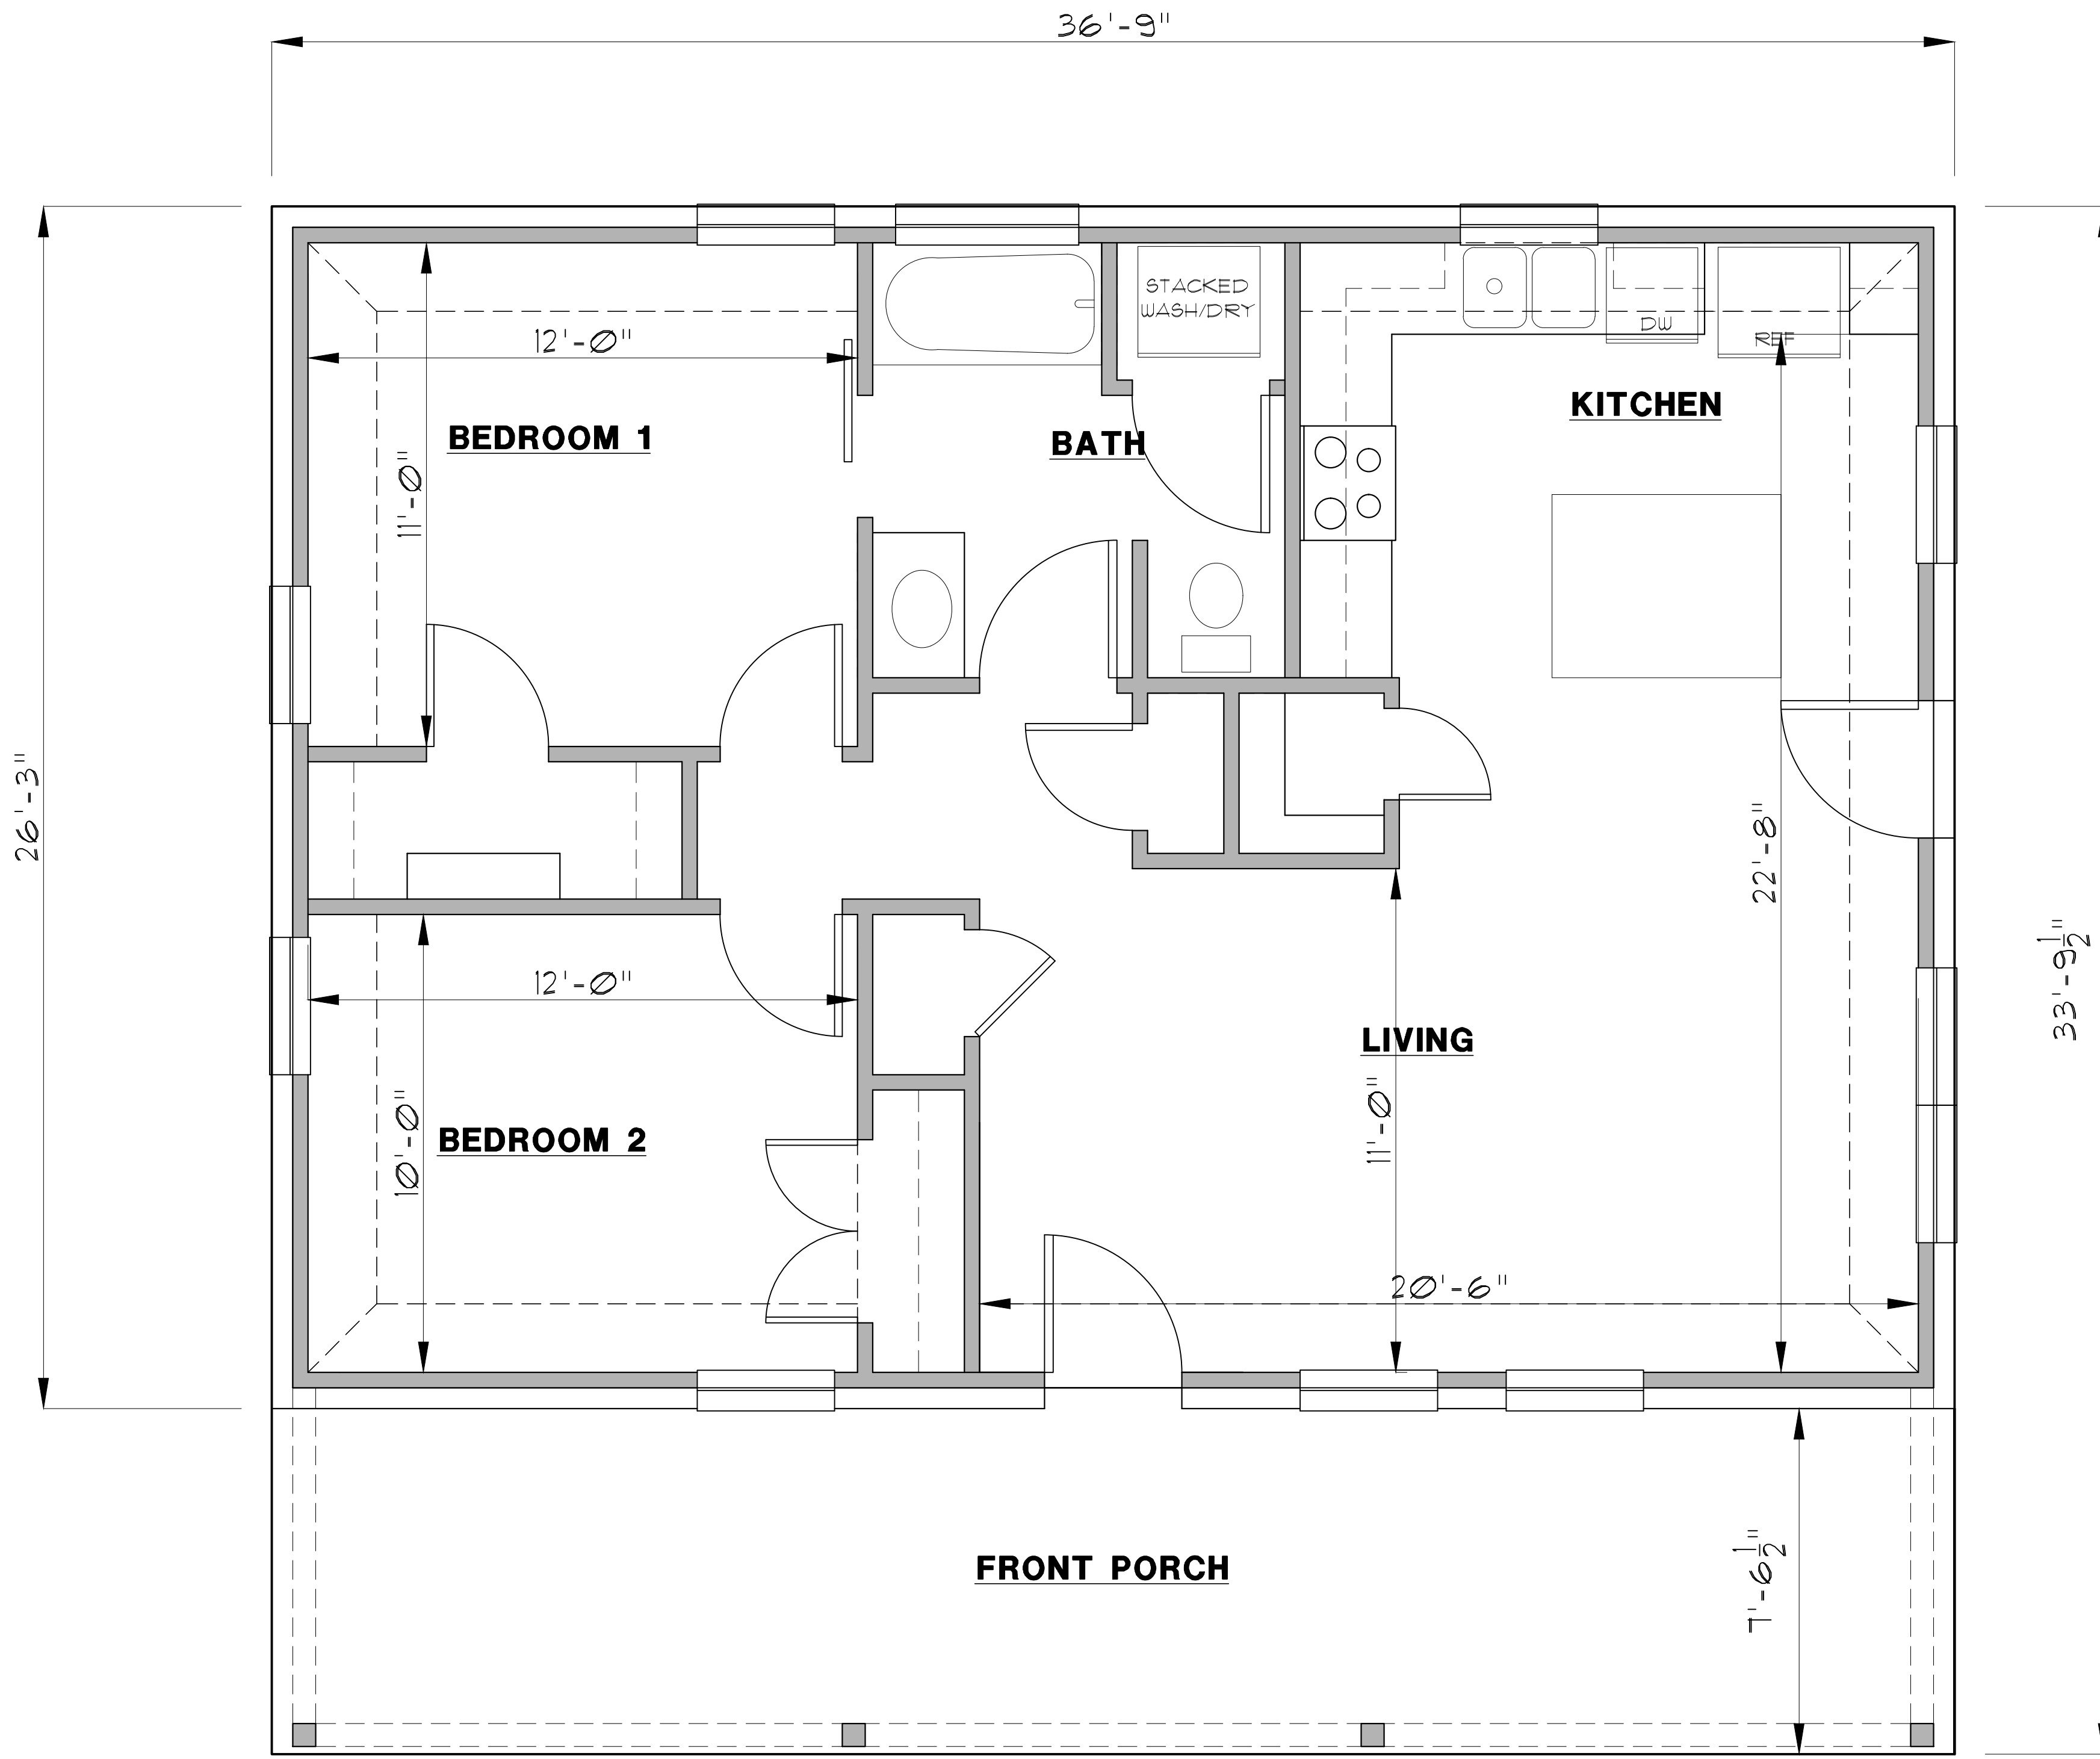 36'-9"
STACKED
WASH/DRY
DW
REF
12'-0"
KITCHEN
BEDROOM 1
BATH
11'-0"
26'-3"
22'-8"
33'-9 1/2"
12'-0"
LIVING
11'-0"
10'-0"
BEDROOM 2
20'-6"
FRONT PORCH
7'-6 1/2"